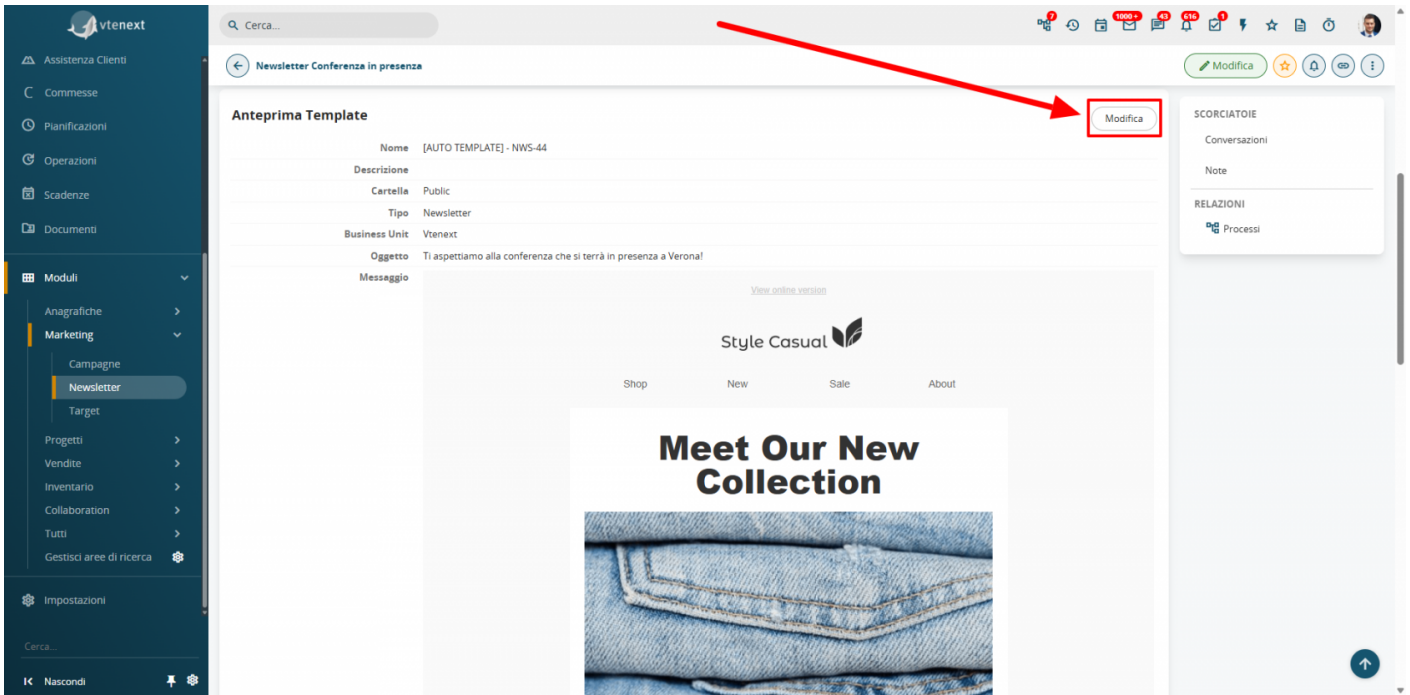 vtenext
Cerca...
7
1000+
43
616
1
Assistenza Clienti
Commesse
Pianificazioni
Operazioni
Scadenze
Documenti
Moduli
Anagrafiche
Marketing
Campagne
Newsletter
Target
Progetti
Vendite
Inventario
Collaboration
Tutti
Gestisci aree di ricerca
Impostazioni
Cerca...
Nascondi
Newsletter Conferenza in presenza
Modifica
Anteprima Template
Modifica
Nome [AUTO TEMPLATE] - NWS-44
Descrizione
Cartella Public
Tipo Newsletter
Business Unit Vtenext
Oggetto Ti aspettiamo alla conferenza che si terrà in presenza a Verona!
Messaggio
View online version
Style Casual
Shop New Sale About
Meet Our New
Collection
SCORCIATOIE
Conversazioni
Note
RELAZIONI
Processi